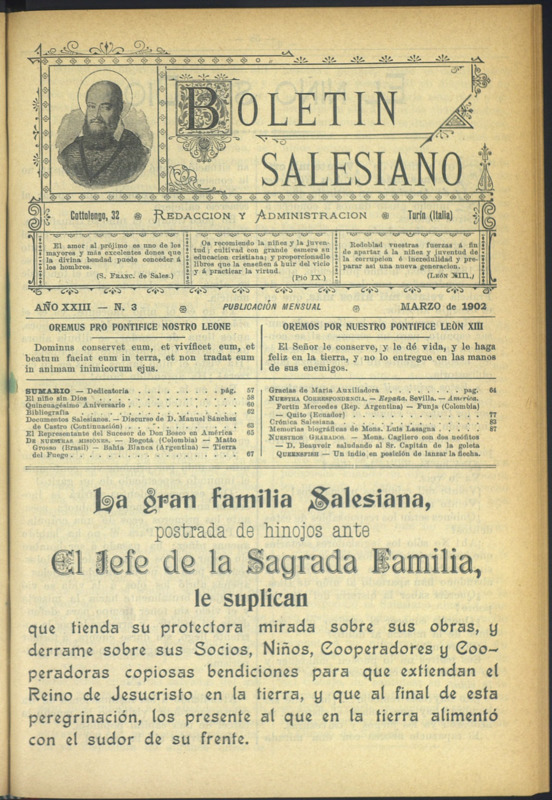 BOLETIN
SALESIANO
Cottolengo, 32 REDACCION Y ADMINISTRACION Turín (Italia)
El amor al prójimo es uno de los
mayores y más excelentes dones que
la divina bondad puede conceder á
los hombres.
(S. FRANC. de Sales.)
Os recomiendo la niñez y la juven-
tud; cultivad con grande esmero su
educacion cristiana; y proporcionadle
libros que la enseñen á huir del vicio
y á practicar la virtud.
(PIO IX.)
Redoblad vuestras fuerzas á fin
de apartar á la niñez y juventud de
la corrupcion é incredulidad y pre-
parar así una nueva generacion.
(LEÓN XIII.)
AÑO XXIII — N. 3 PUBLICACIÓN MENSUAL MARZO de 1902
OREMUS PRO PONTIFICE NOSTRO LEONE
Dominus conservet eum, et vivificet eum, et
beatum faciat eum in terra, et non tradat eum
in animam inimicorum ejus.
OREMOS POR NUESTRO PONTIFICE LEÒN XIII
El Señor le conserve, y le dé vida, y le haga
feliz en la tierra, y no lo entregue en las manos
de sus enemigos.
SUMARIO — Dedicatoria pág. 57
El niño sin Dios 58
Quincuagésimo Aniversario 60
Bibliografía 62
Documentos Salesianos. — Discurso de D. Manuel Sánchez
de Castro (Continuación) 63
El Representante del Sucesor de Don Bosco en América 65
DE NUESTRAS MISIONES. — Bogotá (Colombia) — Matto
Grosso (Brasil) — Bahia Blanca (Argentina) — Tierra
del Fuego 67
Gracias de María Auxiliadora pag. 64
NUESTRA CORRESPONDENCIA. — España. Sevilla. — América.
Fortín Mercedes (Rep. Argentina) — Funja (Colombia)
— Quito (Ecuador) 77
Crónica Salesiana 83
Memorias biográficas de Mons. Luis Lasagna 87
NUESTROS GRABADOS. — Mons. Cagliero con dos neófitos
— D. Beauvoir saludando al Sr. Capitán de la goleta
QUEENSFISH — Un indio en posición de lanzar la flecha.
La gran familia Salesiana,
postrada de hinojos ante
El Jefe de la Sagrada Familia,
le suplican
que tienda su protectora mirada sobre sus obras, y
derrame sobre sus Socios, Niños, Cooperadores y Coo-
peradoras copiosas bendiciones para que extiendan el
Reino de Jesucristo en la tierra, y que al final de esta
peregrinación, los presente al que en la tierra alimentó
con el sudor de su frente.